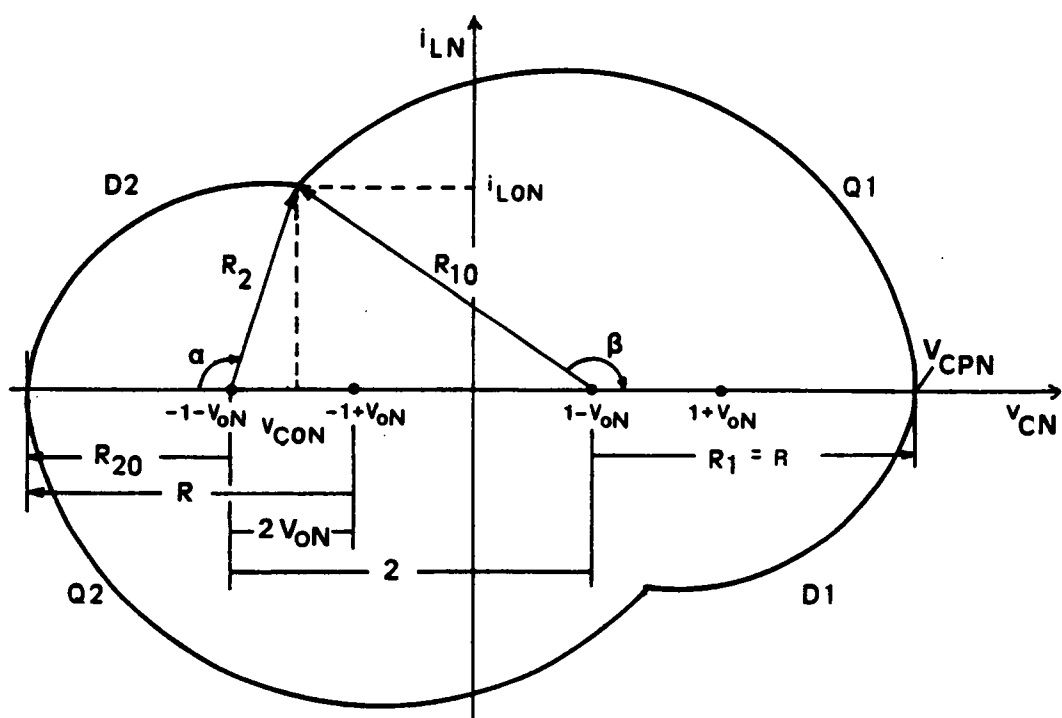 i_LN
D2
Q1
i_LON
R_2
R_10
α
β
V_CPN
-1-V_oN
-1+V_oN
1-V_oN
1+V_oN
v_CON
v_CN
R_20
R_1 = R
R
2 V_oN
2
Q2
D1